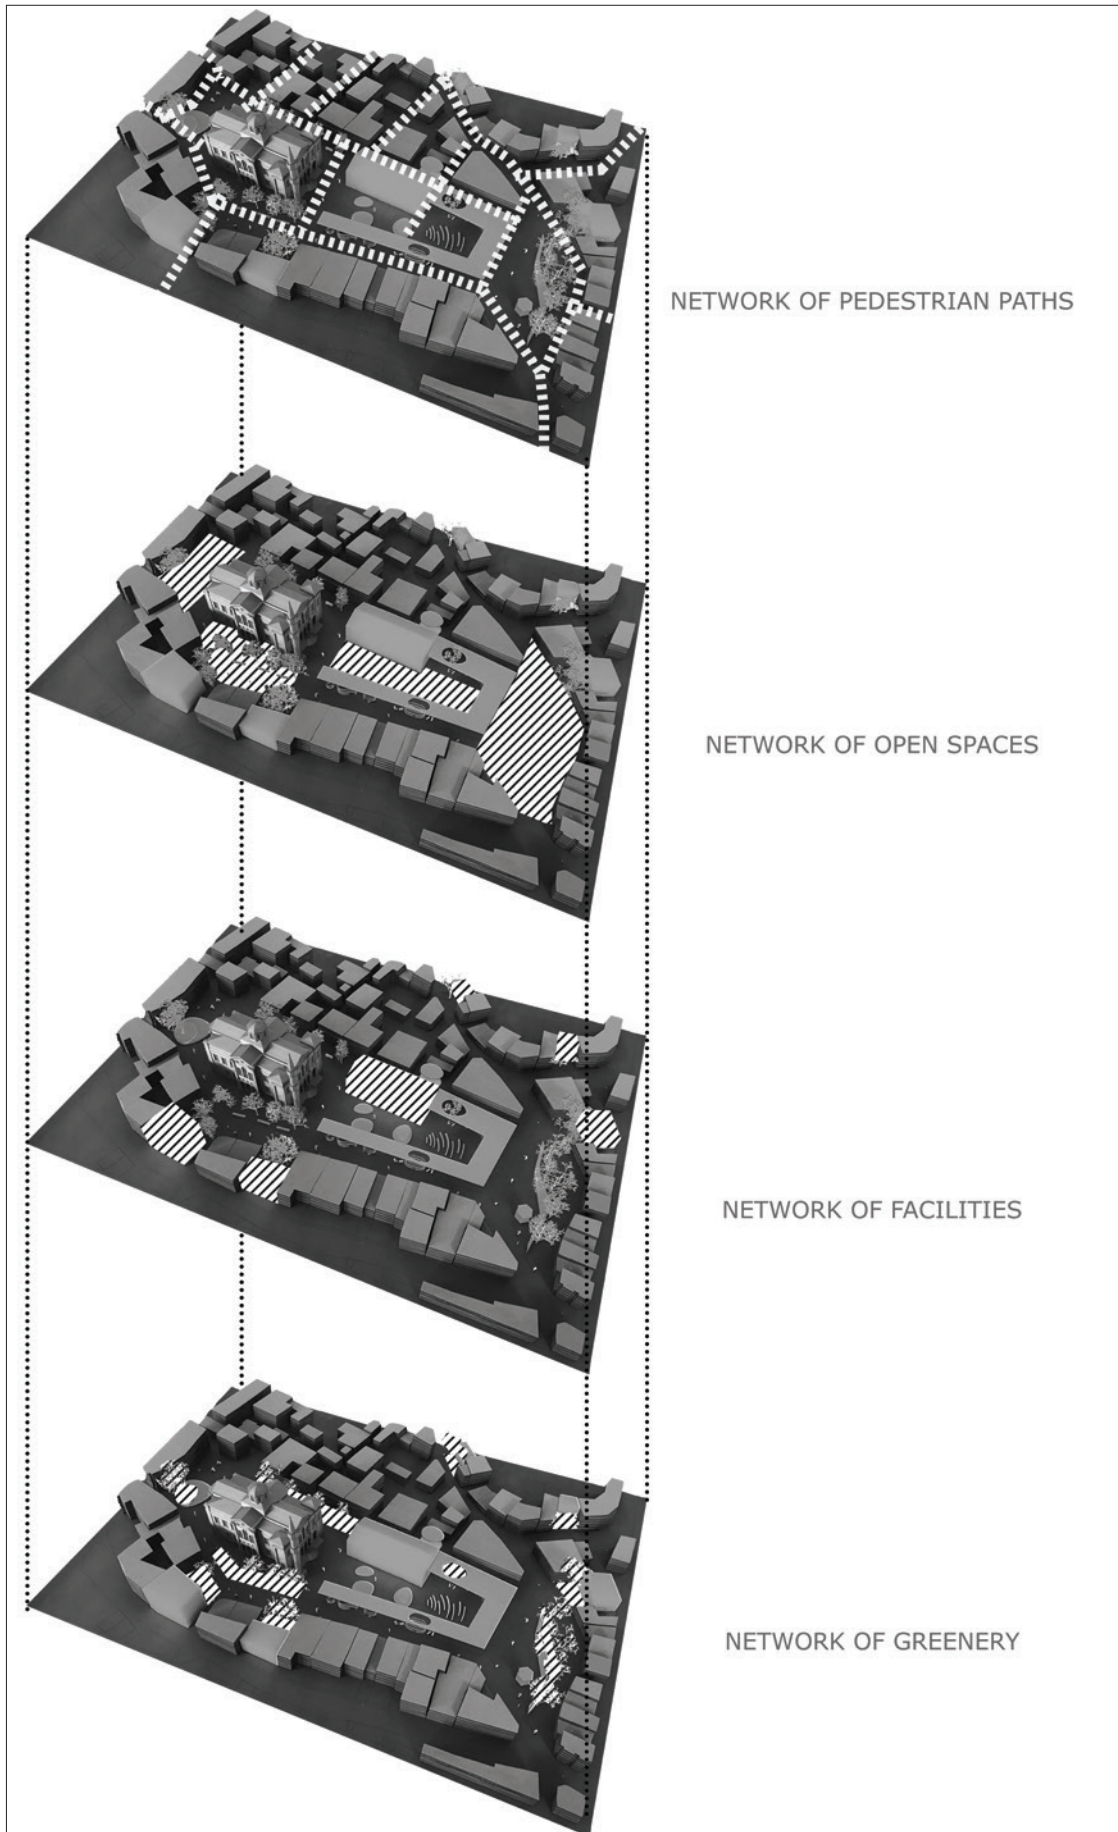 NETWORK OF PEDESTRIAN PATHS
NETWORK OF OPEN SPACES
NETWORK OF FACILITIES
NETWORK OF GREENERY